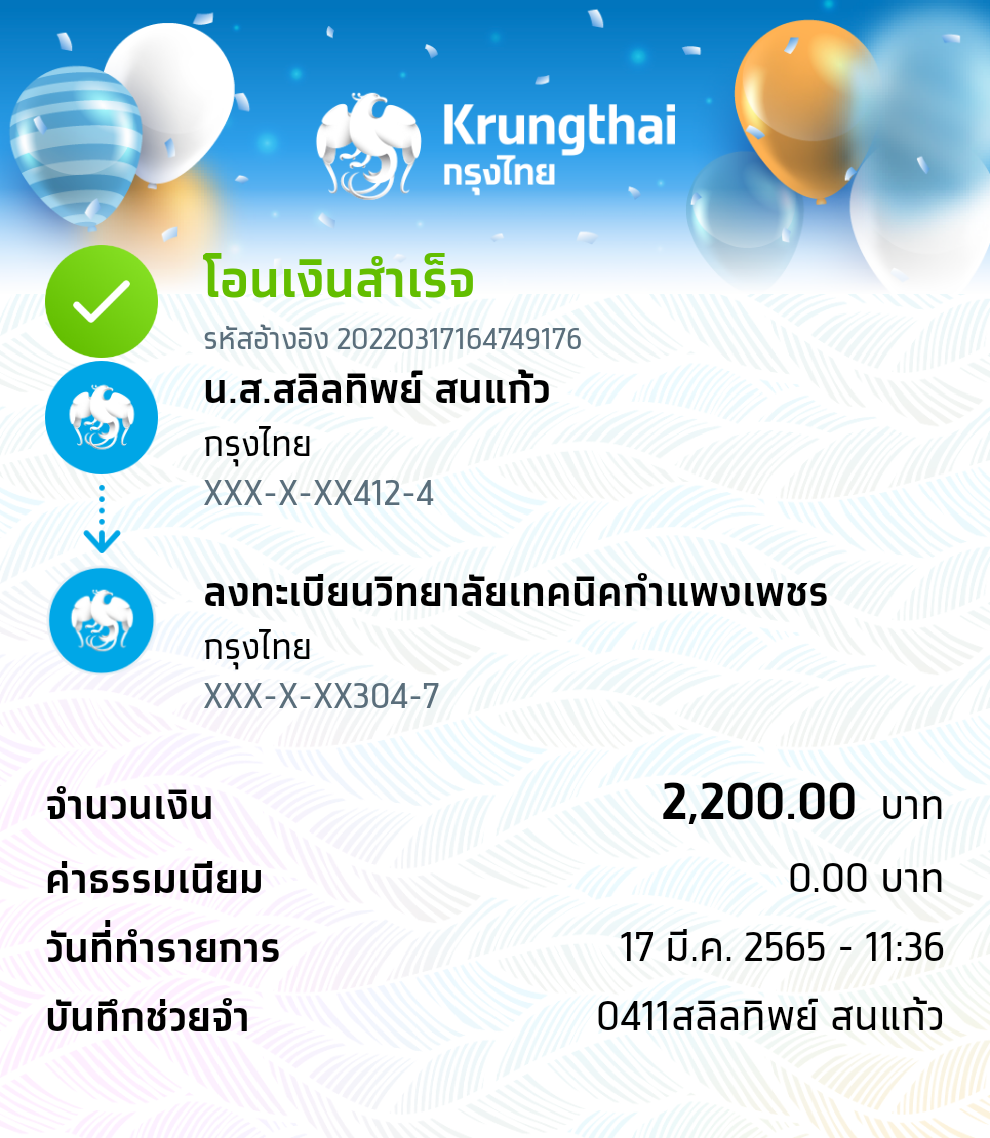 Krungthai
กรุงไทย
โอนเงินสำเร็จ
รหัสอ้างอิง 20220317164749176
น.ส.สลิลทิพย์ สนแก้ว
กรุงไทย
XXX-X-XX412-4
ลงทะเบียนวิทยาลัยเทคนิคกำแพงเพชร
กรุงไทย
XXX-X-XX304-7
จำนวนเงิน 2,200.00 บาท
ค่าธรรมเนียม 0.00 บาท
วันที่ทำรายการ 17 มี.ค. 2565 - 11:36
บันทึกช่วยจำ 0411สลิลทิพย์ สนแก้ว